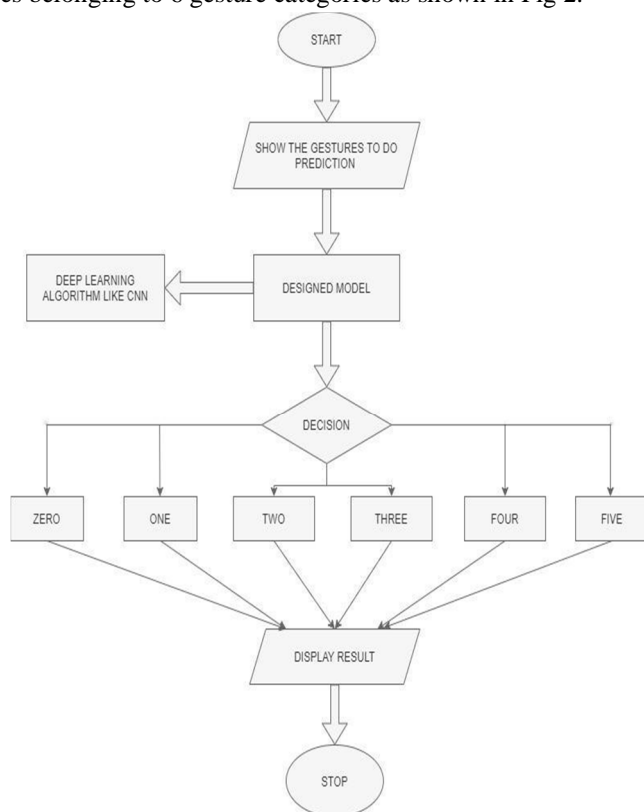 es belonging to 6 gesture categories as shown in Fig 2.
START
SHOW THE GESTURES TO DO
PREDICTION
DEEP LEARNING
ALGORITHM LIKE CNN
DESIGNED MODEL
DECISION
ZERO
ONE
TWO
THREE
FOUR
FIVE
DISPLAY RESULT
STOP